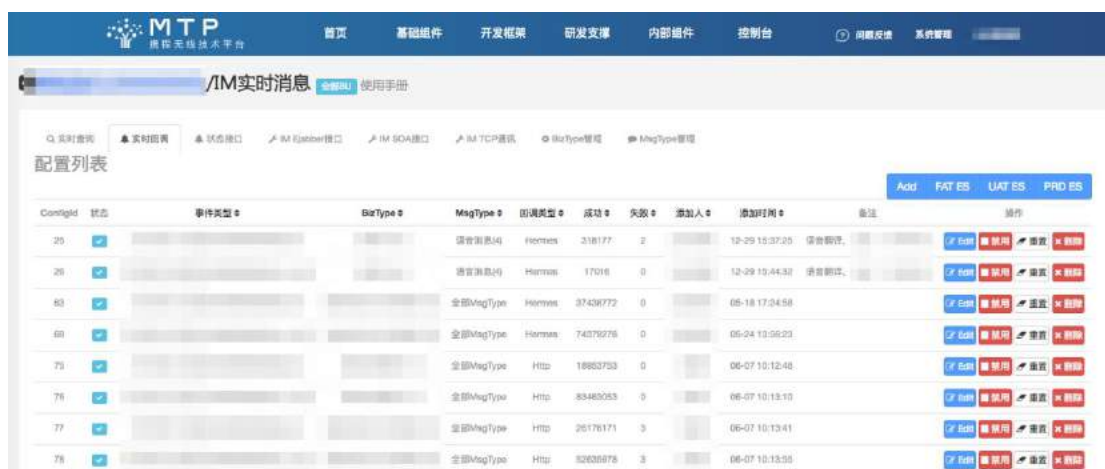 MTP
携程无线技术平台
首页 基础组件 开发框架 研发支撑 内部组件 控制台 问题反馈 系统管理
/IM实时消息 全部BU 使用手册
实时查询 实时回调 状态接口 IM Ejabber接口 IM SOA接口 IM TCP通讯 BizType管理 MsgType管理
配置列表
Add FAT ES UAT ES PRD ES
ConfigId 状态 事件类型 BizType MsgType 回调类型 成功 失败 添加人 添加时间 备注 操作
25 语音消息(4) Hermes 318177 2 12-29 15:37:25 语音翻译, Edit 禁用 重置 删除
26 语音消息(4) Hermes 17016 0 12-29 15:44:32 语音翻译, Edit 禁用 重置 删除
63 全部MsgType Hermes 37436772 0 05-18 17:24:58 Edit 禁用 重置 删除
69 全部MsgType Hermes 74379276 0 05-24 13:56:23 Edit 禁用 重置 删除
75 全部MsgType Http 18853753 0 06-07 10:12:48 Edit 禁用 重置 删除
76 全部MsgType Http 83463053 0 06-07 10:13:10 Edit 禁用 重置 删除
77 全部MsgType Http 25176171 3 06-07 10:13:41 Edit 禁用 重置 删除
78 全部MsgType Http 52635678 3 06-07 10:13:55 Edit 禁用 重置 删除